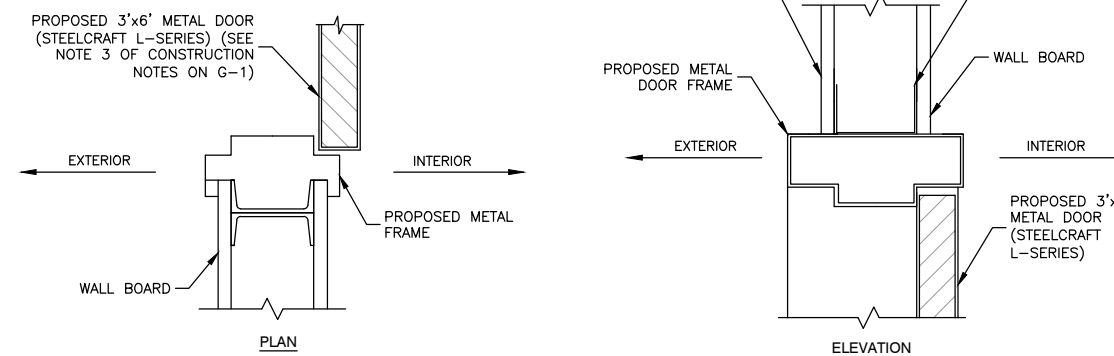 PROPOSED 3'x6' METAL DOOR
(STEELCRAFT L-SERIES) (SEE
NOTE 3 OF CONSTRUCTION
NOTES ON G-1)
EXTERIOR
INTERIOR
PROPOSED METAL
FRAME
WALL BOARD
PLAN
PROPOSED METAL
DOOR FRAME
WALL BOARD
EXTERIOR
INTERIOR
PROPOSED 3'x
METAL DOOR
(STEELCRAFT
L-SERIES)
ELEVATION